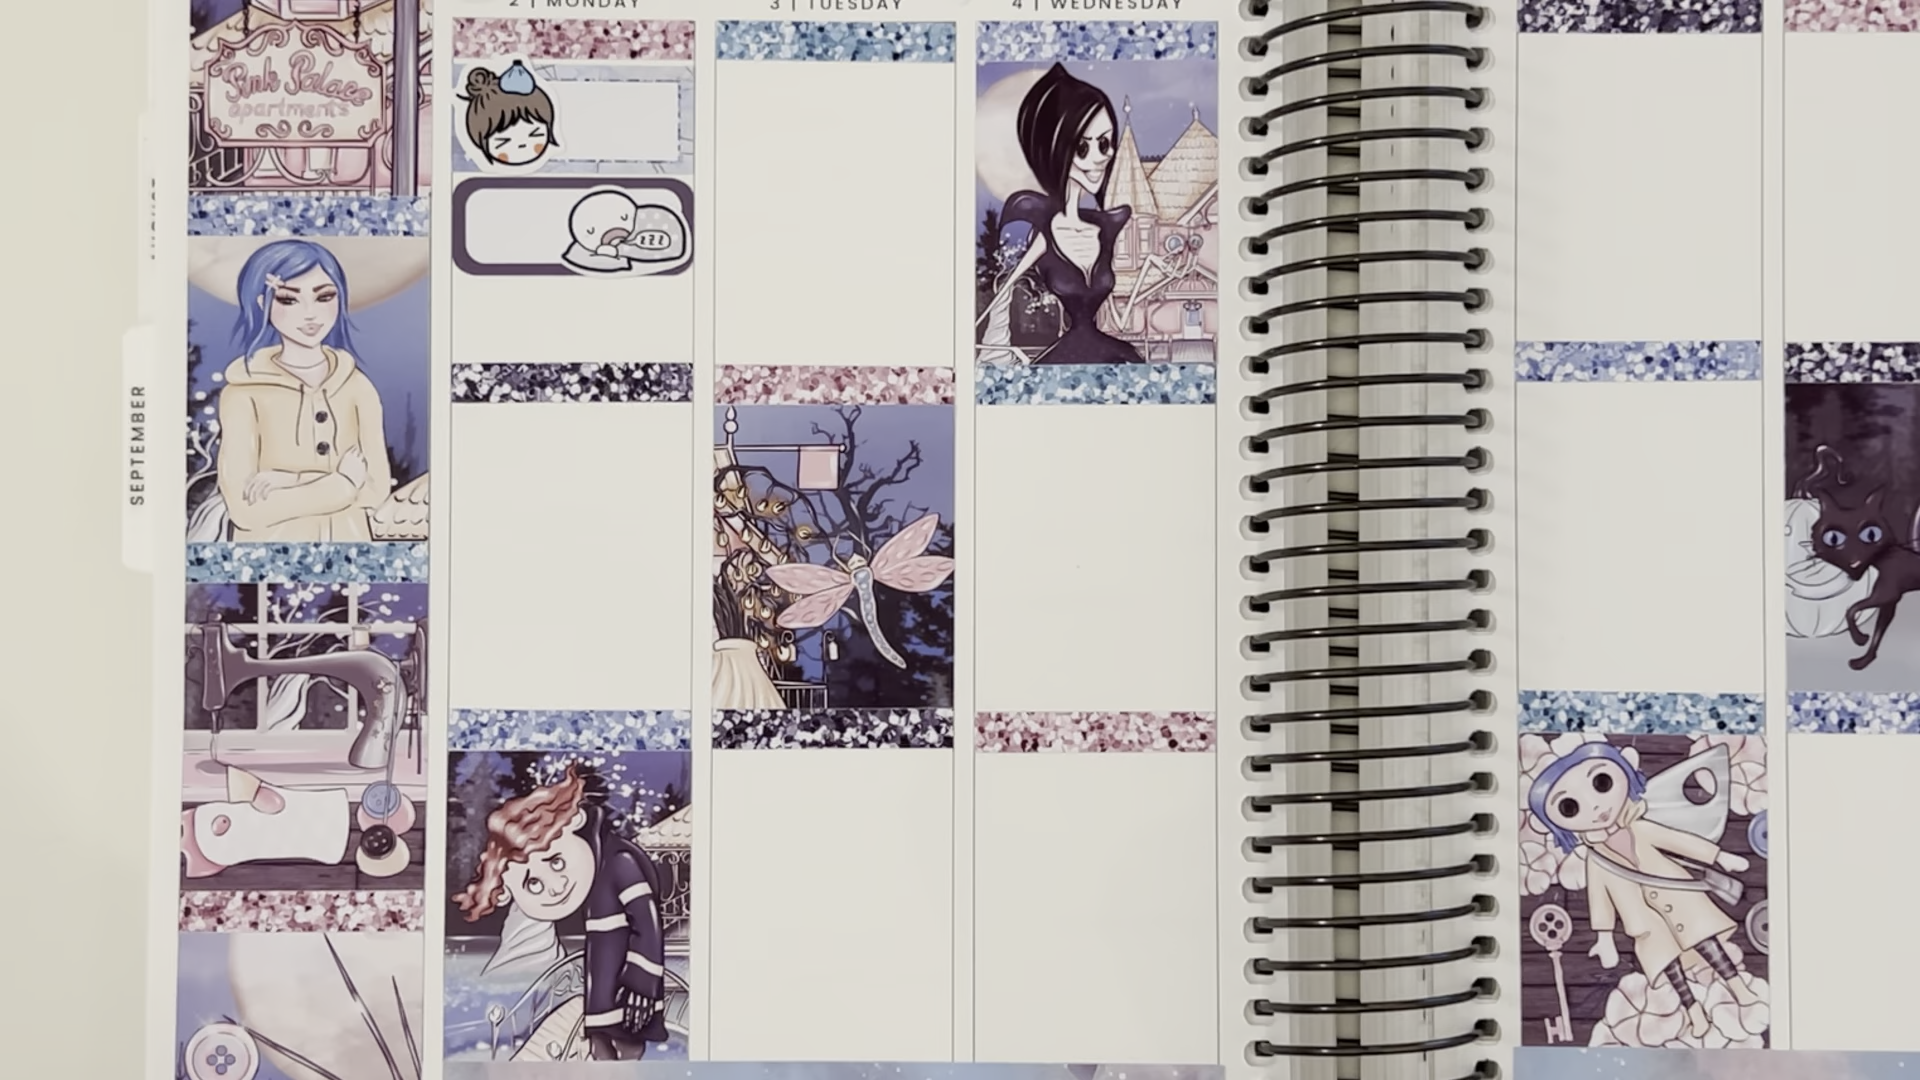 2 | MONDAY
3 | TUESDAY
4 | WEDNESDAY
Pink Palace
apartments
zzz
SEPTEMBER